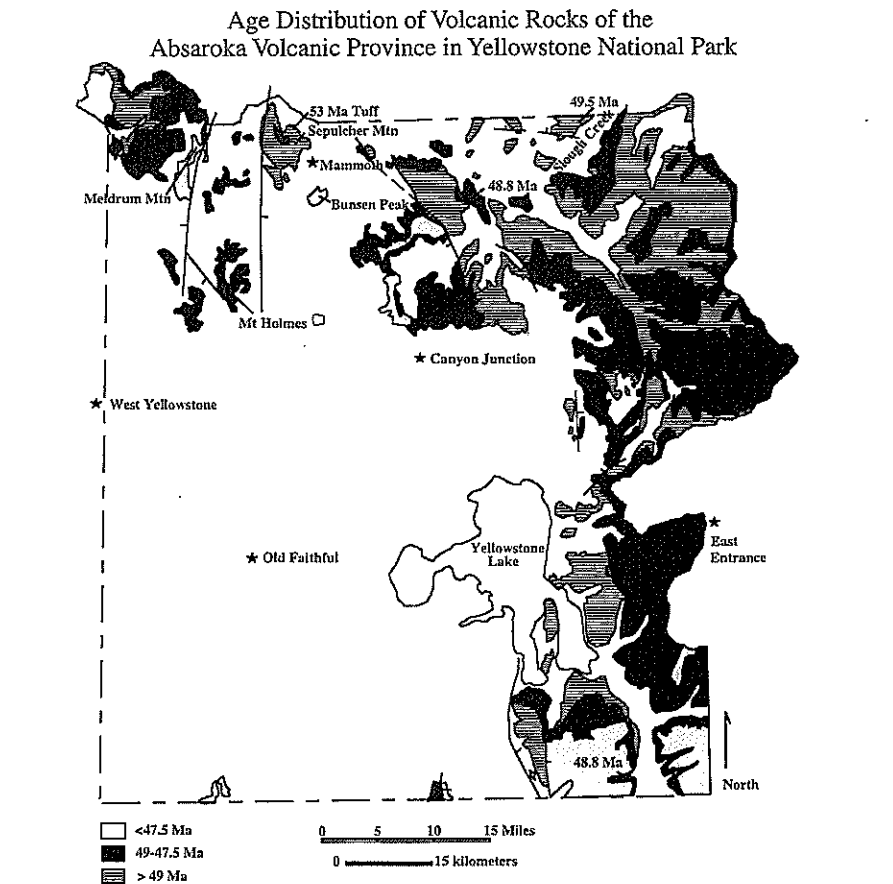 Age Distribution of Volcanic Rocks of the
Absaroka Volcanic Province in Yellowstone National Park
49.5 Ma
53 Ma Tuff
Sepulcher Mtn
Slough Creek
Mammoth
48.8 Ma
Meldrum Mtn
Bunsen Peak
Mt Holmes
Canyon Junction
West Yellowstone
East
Entrance
Old Faithful
Yellowstone
Lake
48.8 Ma
North
<47.5 Ma
49-47.5 Ma
> 49 Ma
0 5 10 15 Miles
0 15 kilometers